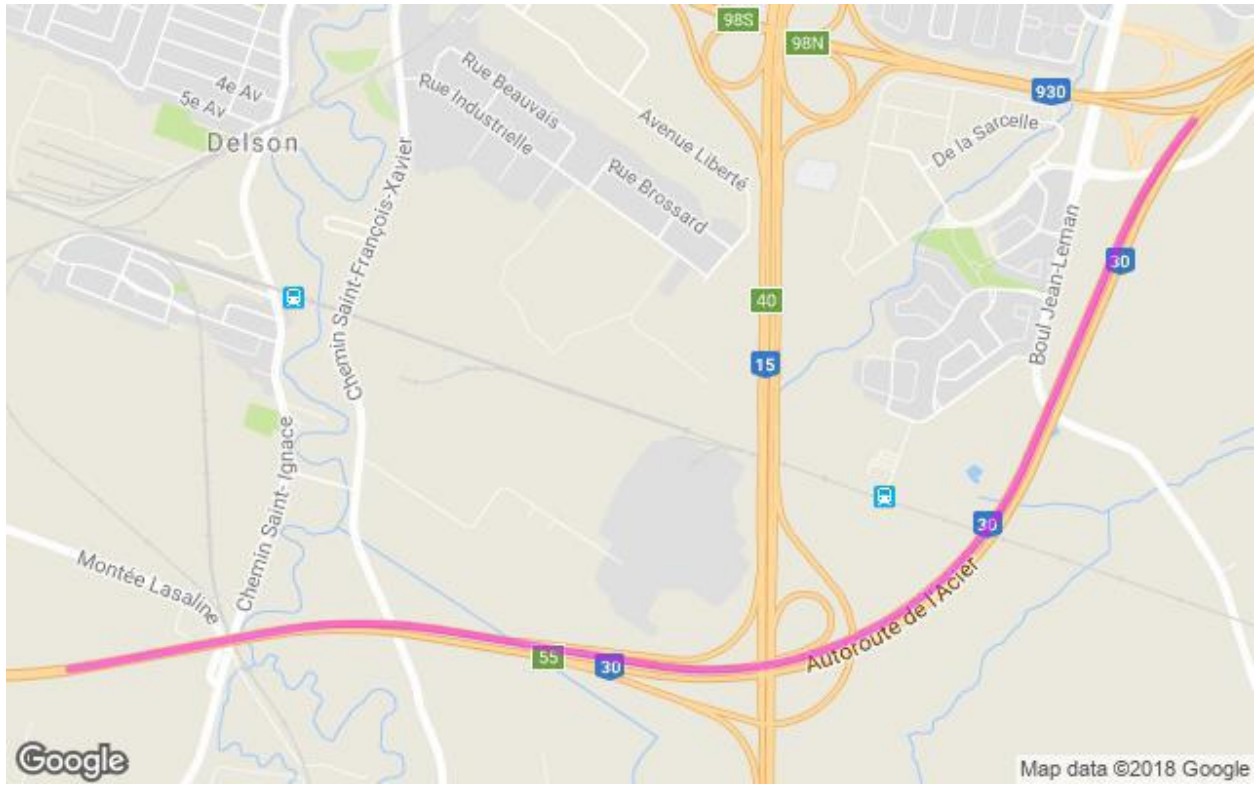 98S
98N
930
4e Av
5e Av
Delson
Rue Beauvais
Rue Industrielle
Avenue Liberté
Rue Brossard
De la Sarcelle
Chemin Saint-François-Xavier
Boul Jean-Leman
30
40
15
Chemin Saint- Ignace
Montée Lasaline
30
Autoroute de l'Acier
55
30
Google
Map data ©2018 Google